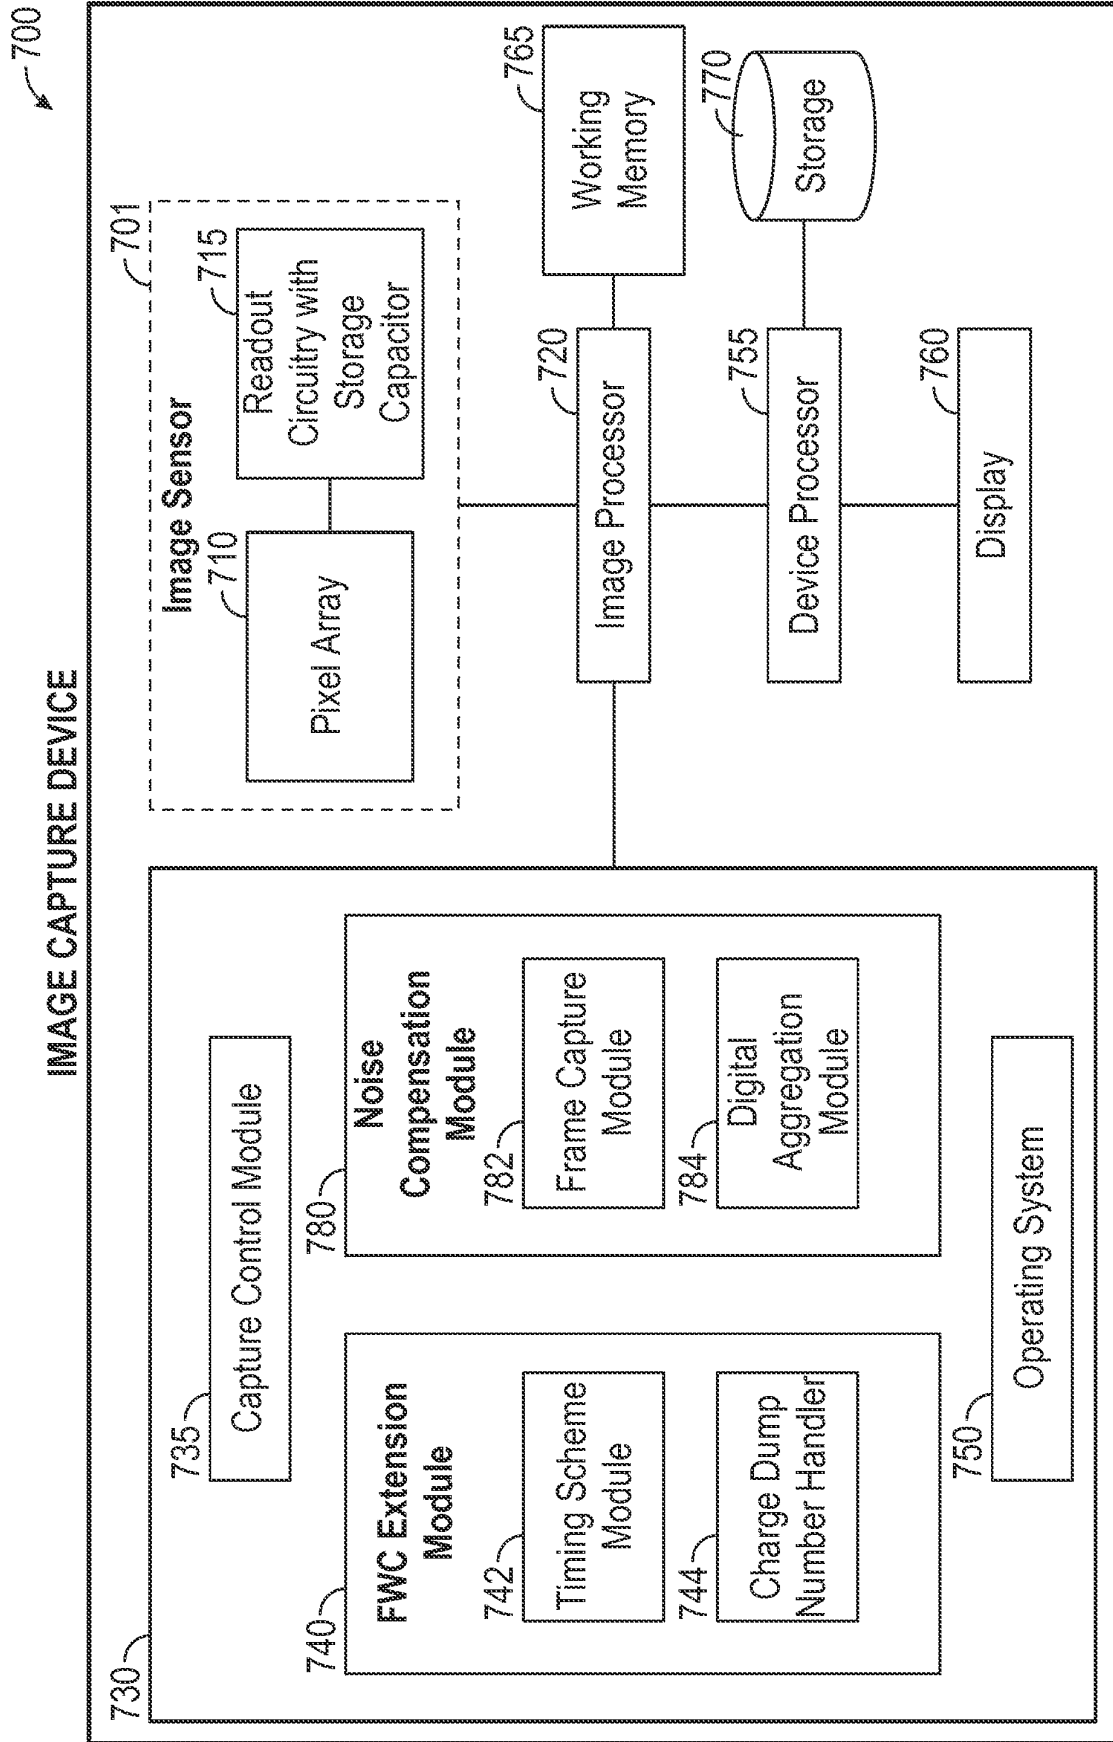 IMAGE CAPTURE DEVICE
700
730
735
Capture Control Module
740
FWC Extension
Module
742
Timing Scheme
Module
744
Charge Dump
Number Handler
780
Noise
Compensation
Module
782
Frame Capture
Module
784
Digital
Aggregation
Module
750
Operating System
701
Image Sensor
710
Pixel Array
715
Readout
Circuitry with
Storage
Capacitor
720
Image Processor
765
Working
Memory
755
Device Processor
770
Storage
760
Display